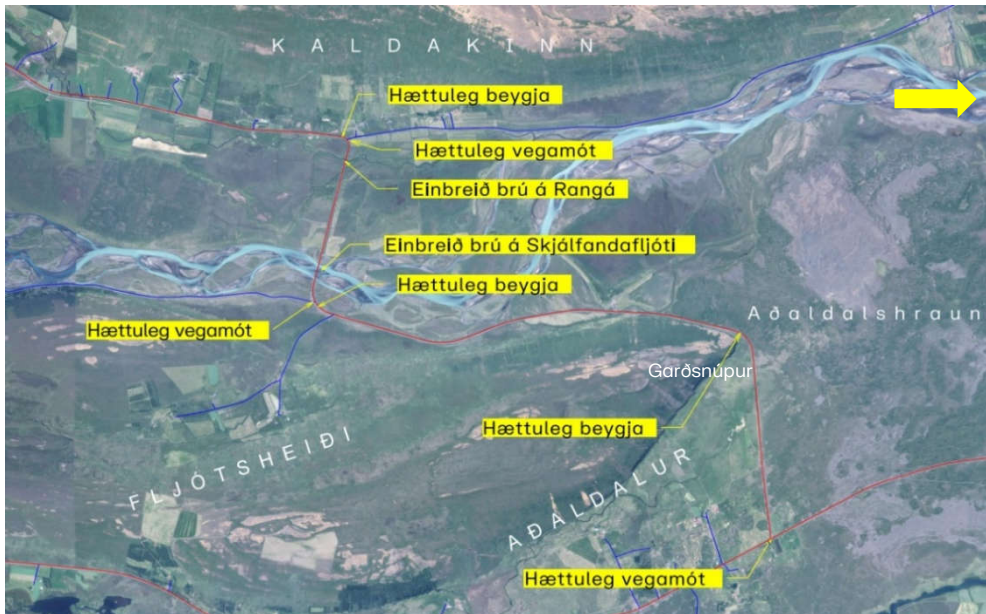 KALDAKINN
Hættuleg beygja
Hættuleg vegamót
Einbreið brú á Rangá
Einbreið brú á Skjálfandafljóti
Hættuleg beygja
Hættuleg vegamót
Aðaldalshraun
Garðsnúpur
Hættuleg beygja
FLJÓTSHEIÐI
AÐALDALUR
Hættuleg vegamót